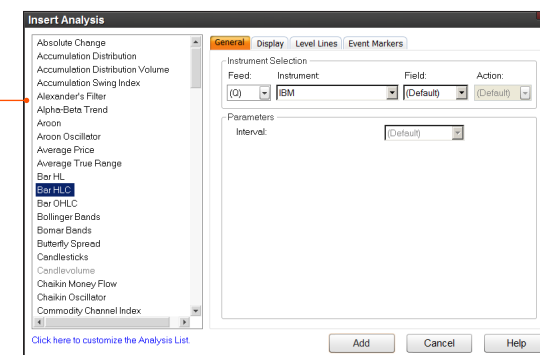 Insert Analysis
Absolute Change
Accumulation Distribution
Accumulation Distribution Volume
Accumulation Swing Index
Alexander's Filter
Alpha-Beta Trend
Aroon
Aroon Oscillator
Average Price
Average True Range
Bar HL
Bar HLC
Bar OHLC
Bollinger Bands
Bomar Bands
Butterfly Spread
Candlesticks
Candlevolume
Chaikin Money Flow
Chaikin Oscillator
Commodity Channel Index
Click here to customize the Analysis List.
General Display Level Lines Event Markers
Instrument Selection
Feed: Instrument: Field: Action:
(Q) IBM (Default) (Default)
Parameters
Interval: (Default)
Add Cancel Help